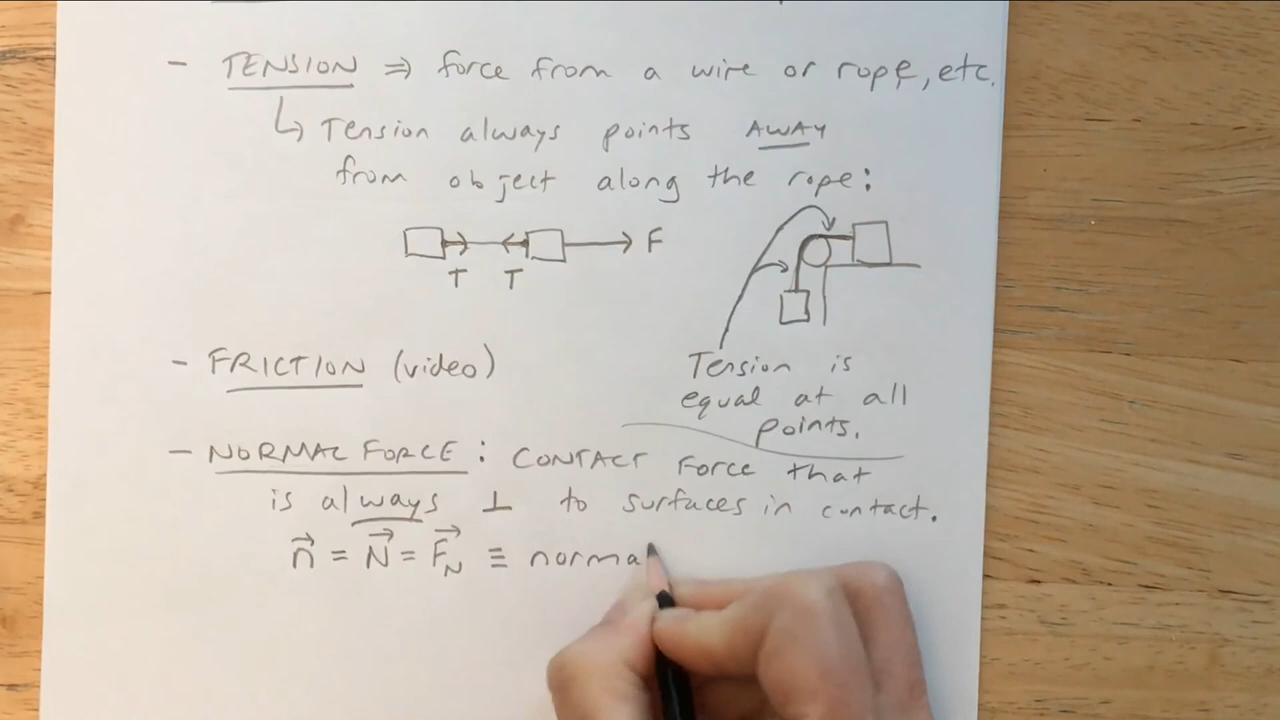 - TENSION ⇒ force from a wire or rope, etc.
↳ Tension always points AWAY
from object along the rope:
F
T T
Tension is
equal at all
points.
- FRICTION (video)
- NORMAL FORCE : CONTACT Force that
is always ⊥ to surfaces in contact.
n⃗ = N⃗ = F⃗_N ≡ norma